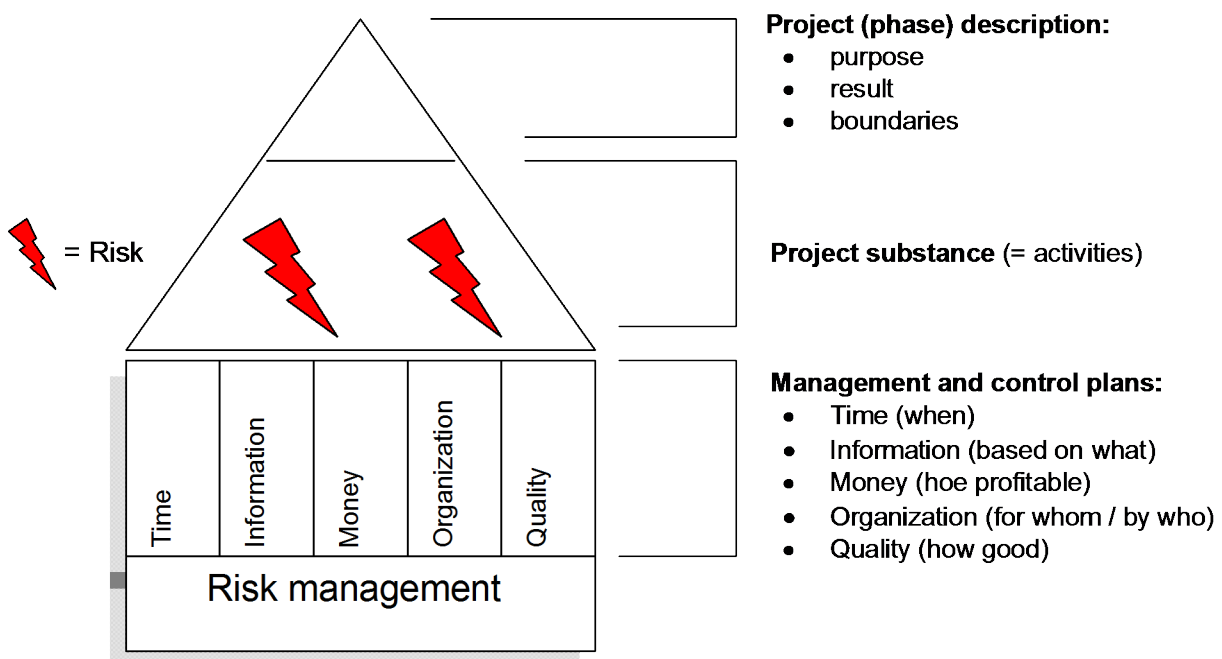 Project (phase) description:
• purpose
• result
• boundaries
= Risk
Project substance (= activities)
Management and control plans:
• Time (when)
• Information (based on what)
• Money (hoe profitable)
• Organization (for whom / by who)
• Quality (how good)
Time
Information
Money
Organization
Quality
Risk management